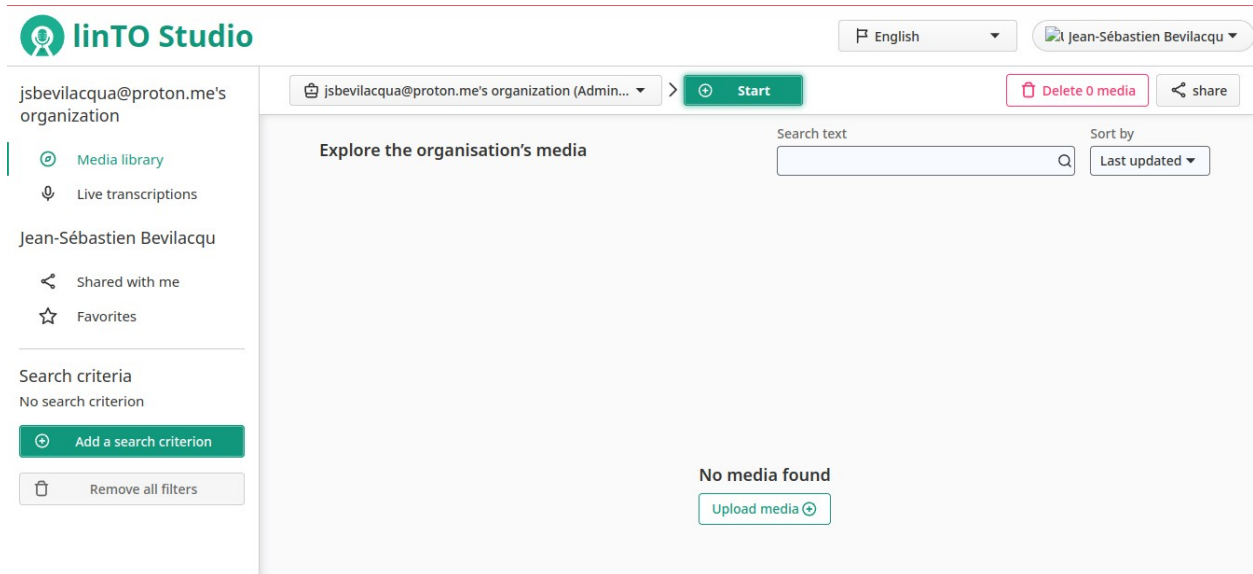 linTO Studio
English
Jean-Sébastien Bevilacqu
jsbevilacqua@proton.me's
organization
Media library
Live transcriptions
Jean-Sébastien Bevilacqu
Shared with me
Favorites
Search criteria
No search criterion
Add a search criterion
Remove all filters
jsbevilacqua@proton.me's organization (Admin...
Start
Delete 0 media
share
Explore the organisation’s media
Search text
Sort by
Last updated
No media found
Upload media